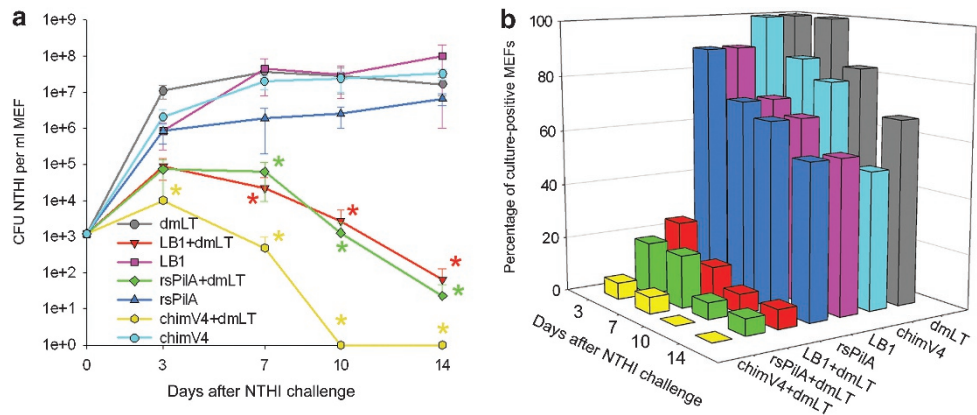 a
CFU NTHI per ml MEF
1e+8
1e+7
1e+6
1e+5
1e+4
1e+3
1e+2
1e+1
1e+0
0
3
7
10
14
Days after NTHI challenge
dmLT
LB1+dmLT
LB1
rsPilA+dmLT
rsPilA
chimV4+dmLT
chimV4
*
*
*
*
*
*
*
*
*
*
b
Percentage of culture-positive MEFs
100
80
60
40
20
0
3
7
10
14
Days after NTHI challenge
chimV4+dmLT
rsPilA+dmLT
LB1+dmLT
rsPilA
LB1
chimV4
dmLT